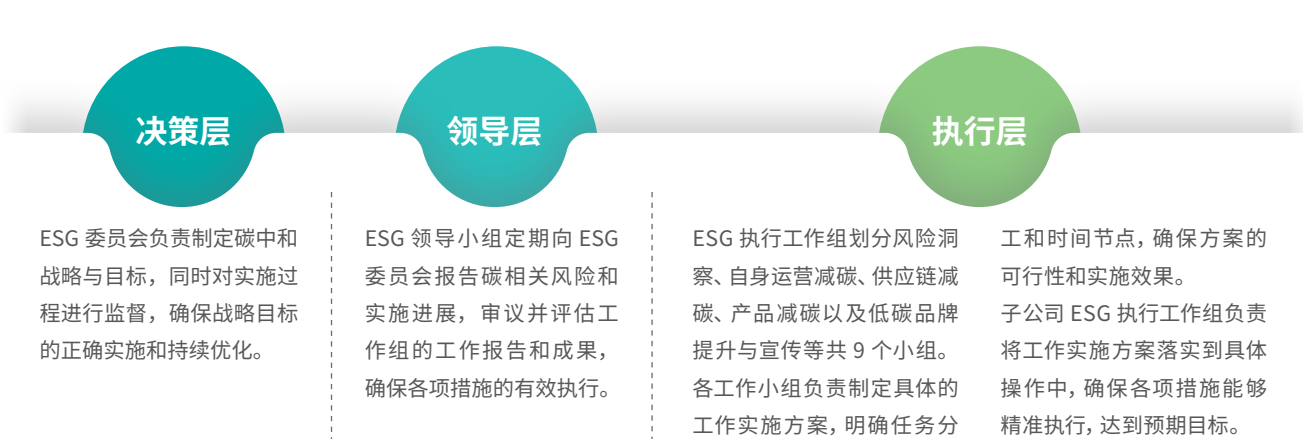 决策层
ESG 委员会负责制定碳中和
战略与目标，同时对实施过
程进行监督，确保战略目标
的正确实施和持续优化。
领导层
ESG 领导小组定期向 ESG
委员会报告碳相关风险和
实施进展，审议并评估工
作组的工作报告和成果，
确保各项措施的有效执行。
执行层
ESG 执行工作组划分风险洞
察、自身运营减碳、供应链减
碳、产品减碳以及低碳品牌
提升与宣传等共 9 个小组。
各工作小组负责制定具体的
工作实施方案，明确任务分
工和时间节点，确保方案的
可行性和实施效果。
子公司 ESG 执行工作组负责
将工作实施方案落实到具体
操作中，确保各项措施能够
精准执行，达到预期目标。